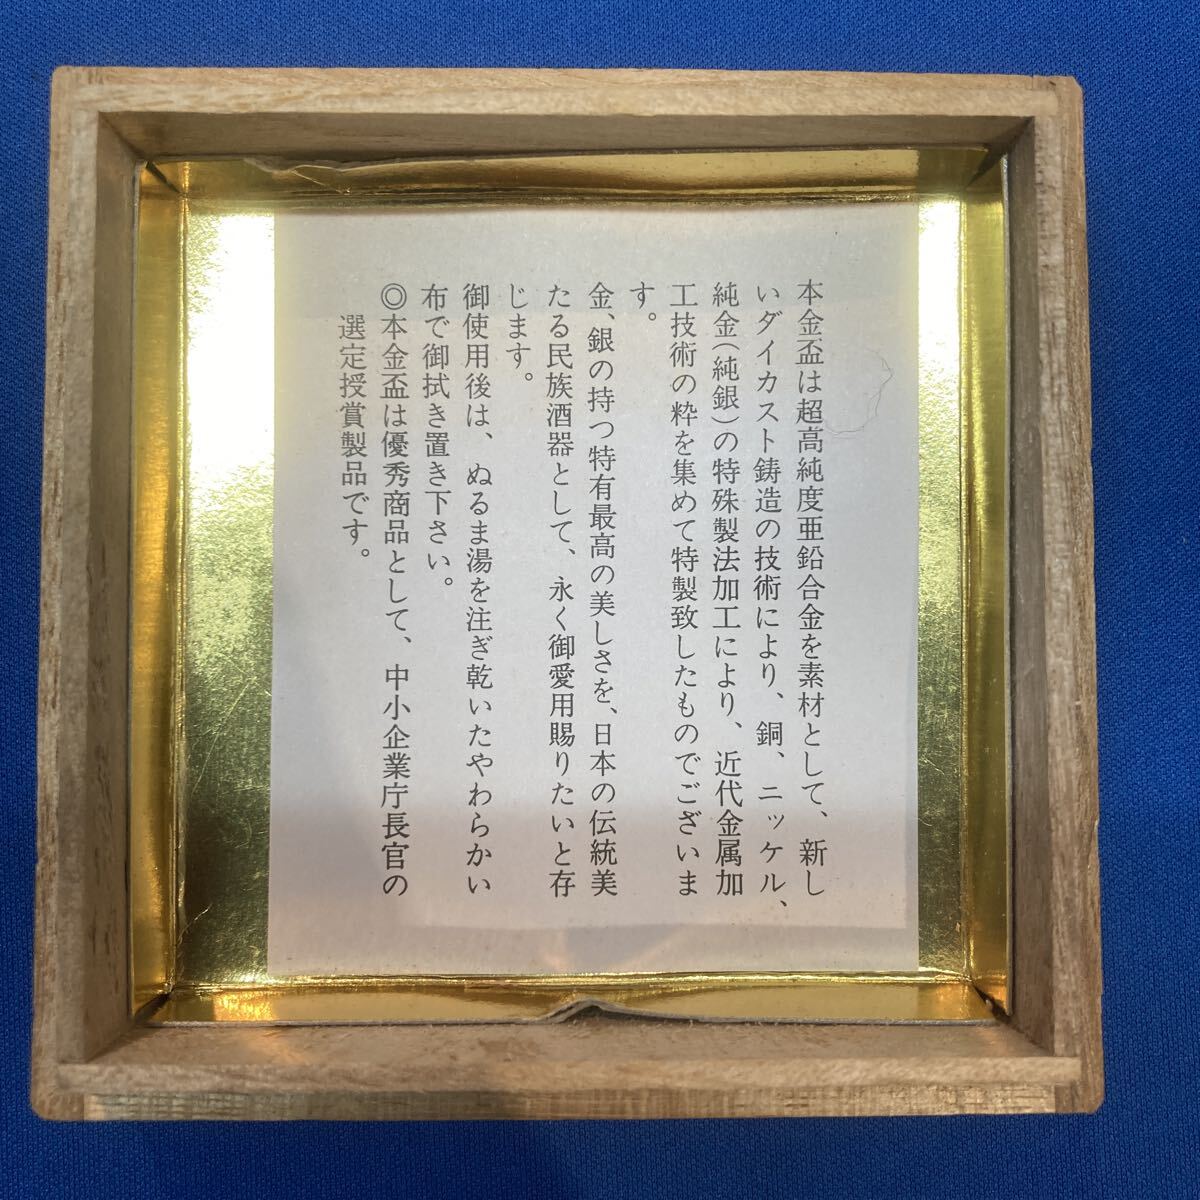 本金盃は超高純度亜鉛合金を素材として、新し
いダイカスト鋳造の技術により、銅、ニッケル、
純金（純銀）の特殊製法加工により、近代金属加
工技術の粋を集めて特製致したものでございま
す。
金、銀の持つ特有最高の美しさを、日本の伝統美
たる民族酒器として、永く御愛用賜りたいと存
じます。
御使用後は、ぬるま湯を注ぎ乾いたやわらかい
布で御拭き置き下さい。
◎本金盃は優秀商品として、中小企業庁長官の
選定授賞製品です。